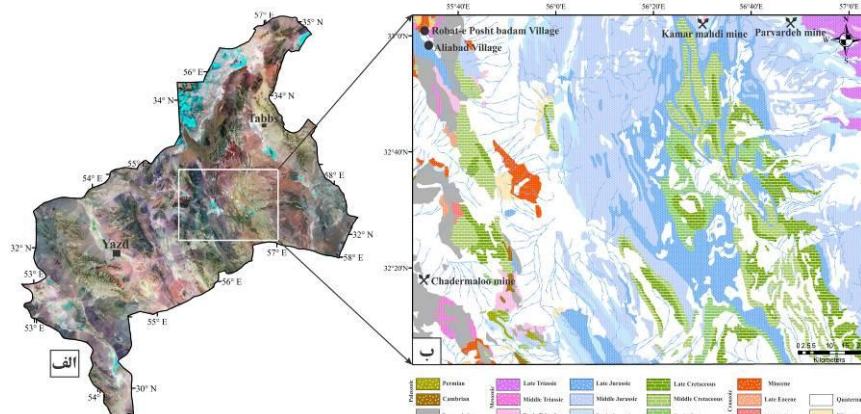 57° E
35° N
56° E
34° N
34° N
Tabbs
54° E
55° E
58° E
32° N
Yazd
32° N
57° E
58° E
56° E
53° E
55° E
الف
54° E
30° N
55°40'E
56°0'E
56°20'E
56°40'E
57°0'E
Kamar mahdi mine
Parvardeh mine
N
W
S
Robat-e Posht badam Village
Aliabad Village
32°40'N
32°20'N
Chadermaloo mine
ب
Kilometers
Paleozoic
Permian
Cambrian
Mesozoic
Late Triassic
Middle Triassic
Late Jurassic
Middle Jurassic
Late Cretaceous
Middle Cretaceous
Cenozoic
Miocene
Late Eocene